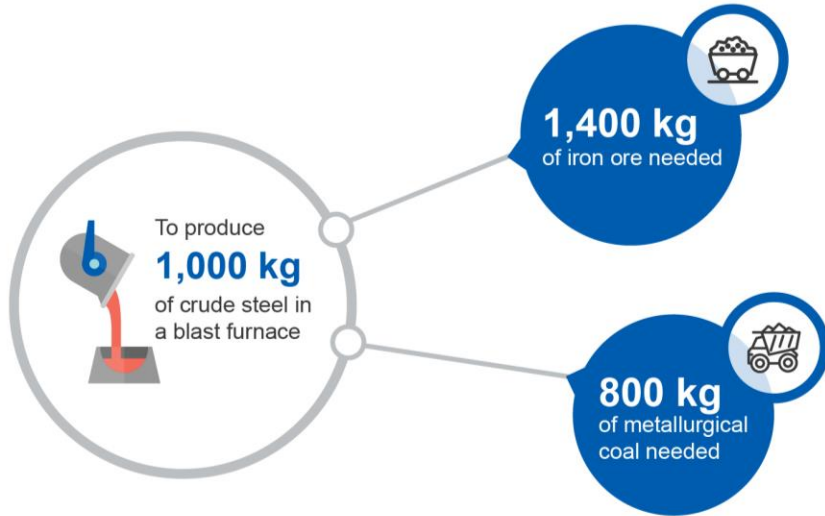 To produce
1,000 kg
of crude steel in
a blast furnace
1,400 kg
of iron ore needed
800 kg
of metallurgical
coal needed